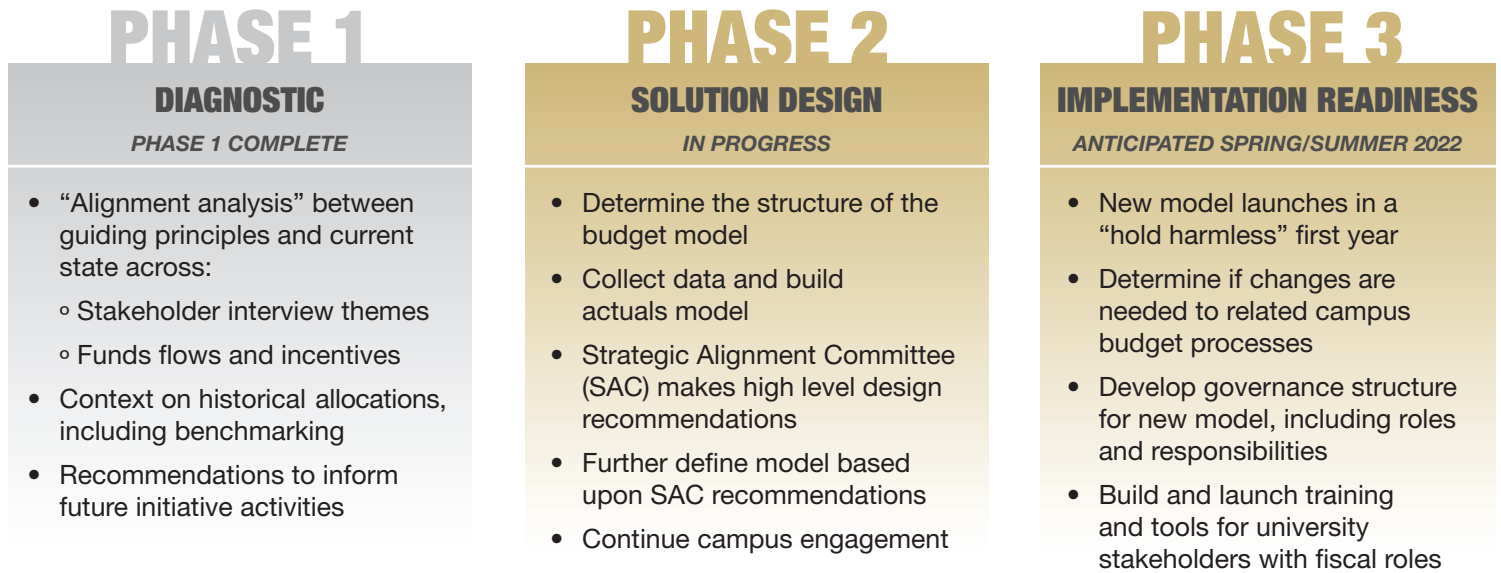 PHASE 1
DIAGNOSTIC
PHASE 1 COMPLETE
• “Alignment analysis” between
guiding principles and current
state across:
o Stakeholder interview themes
o Funds flows and incentives
• Context on historical allocations,
including benchmarking
• Recommendations to inform
future initiative activities
PHASE 2
SOLUTION DESIGN
IN PROGRESS
• Determine the structure of the
budget model
• Collect data and build
actuals model
• Strategic Alignment Committee
(SAC) makes high level design
recommendations
• Further define model based
upon SAC recommendations
• Continue campus engagement
PHASE 3
IMPLEMENTATION READINESS
ANTICIPATED SPRING/SUMMER 2022
• New model launches in a
“hold harmless” first year
• Determine if changes are
needed to related campus
budget processes
• Develop governance structure
for new model, including roles
and responsibilities
• Build and launch training
and tools for university
stakeholders with fiscal roles